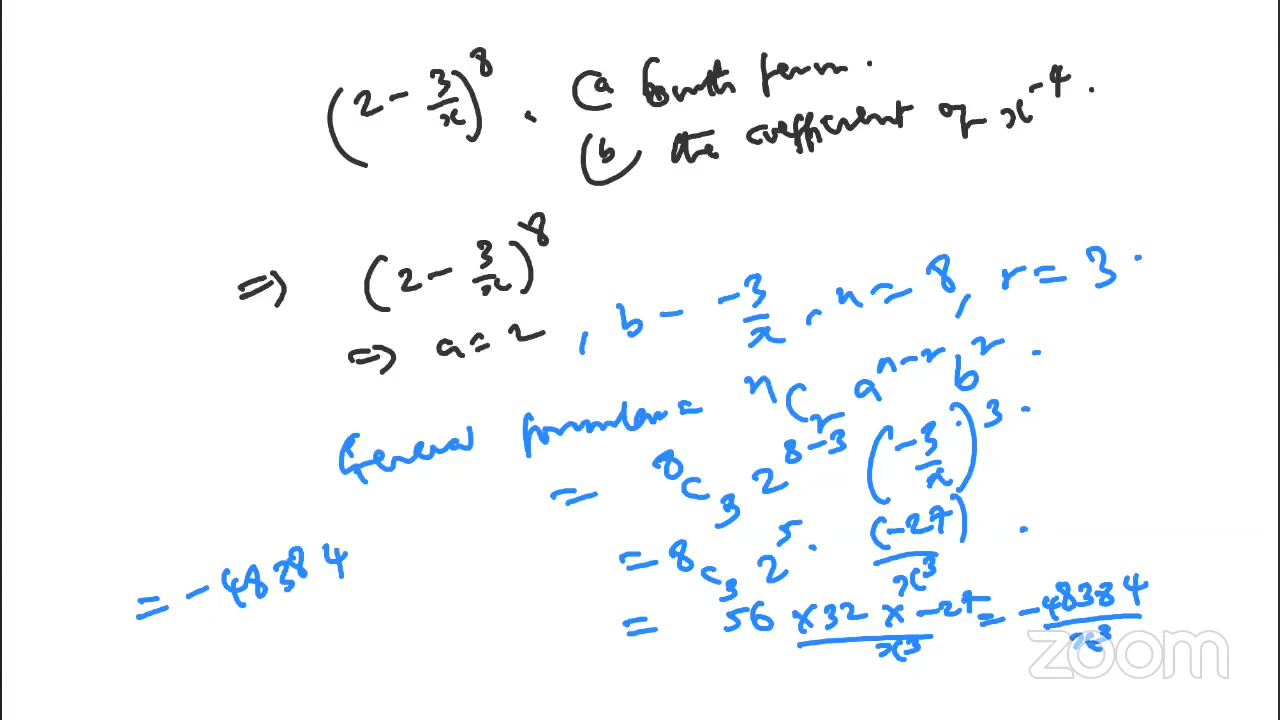 (2 - 3/x)^8 . (a fourth term.
(b) the coefficient of x^-4 .
=> (2 - 3/x)^8
=> a = 2 , b - -3/x , n = 8, r = 3 .
General formula = nCr a^n-r b^r .
= 8C3 2^8-3 (-3/x)^3 .
= 8C3 2^5 . (-27)/x^3 .
= 56 x 32 x -27/x^3 = -48384/x^3
= - 48384
zoom